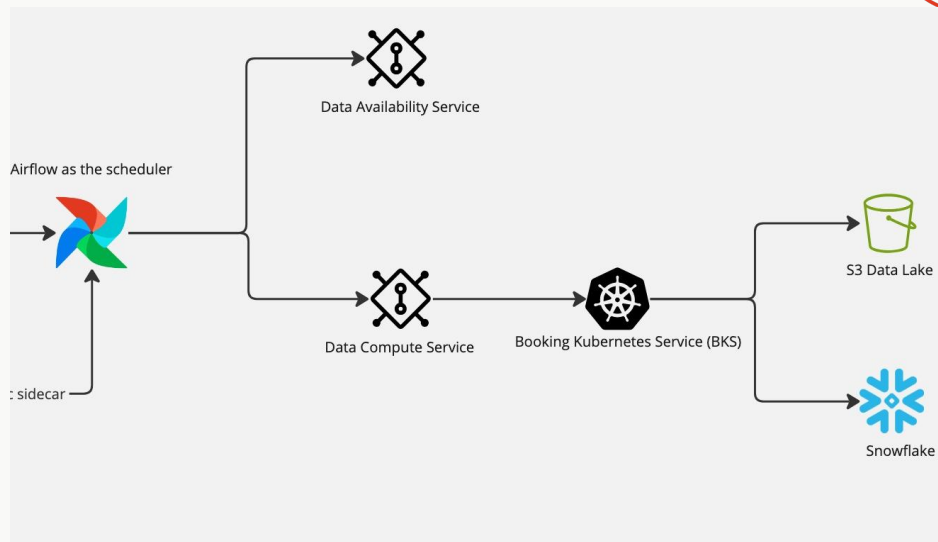 Data Availability Service
Airflow as the scheduler
S3 Data Lake
Data Compute Service
Booking Kubernetes Service (BKS)
sidecar
Snowflake